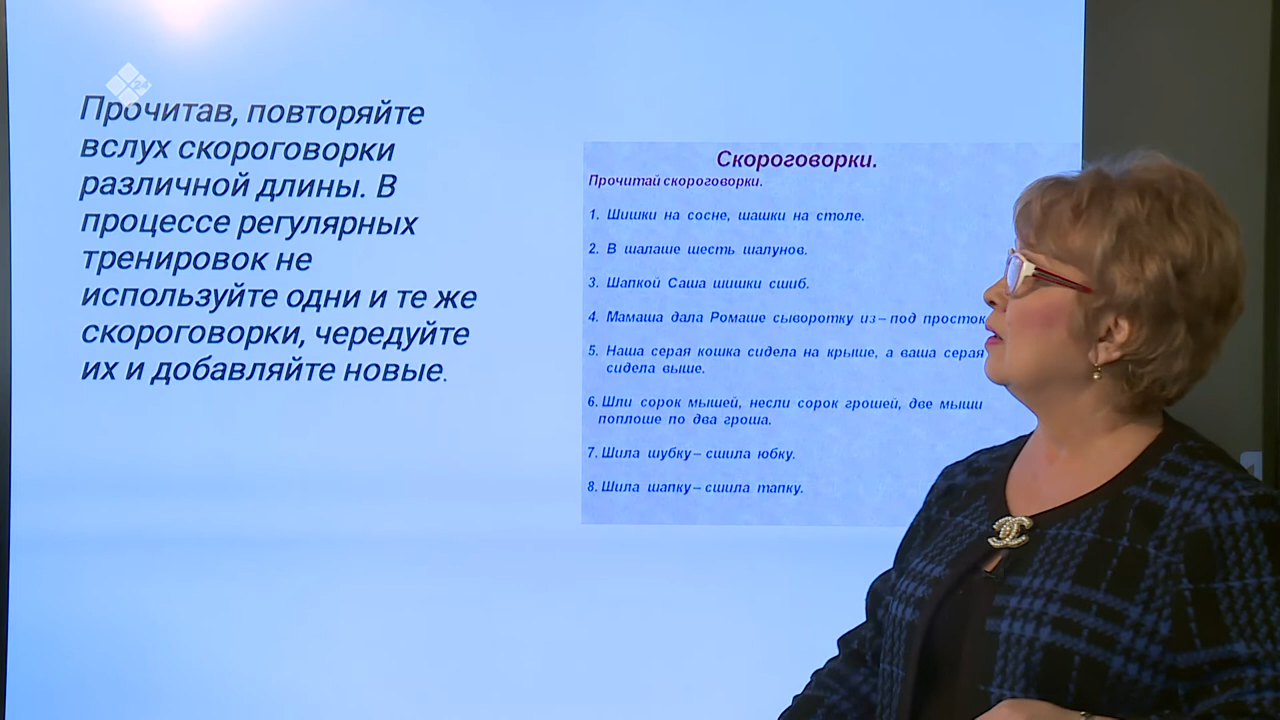 24
Прочитав, повторяйте
вслух скороговорки
различной длины. В
процессе регулярных
тренировок не
используйте одни и те же
скороговорки, чередуйте
их и добавляйте новые.
Скороговорки.
Прочитай скороговорки.
1. Шишки на сосне, шашки на столе.
2. В шалаше шесть шалунов.
3. Шапкой Саша шишки сшиб.
4. Мамаша дала Ромаше сыворотку из – под
5. Наша серая кошка сидела на крыше, а ваша серая
сидела выше.
6. Шли сорок мышей, несли сорок грошей, две мыши
поплоше по два гроша.
7. Шила шубку – сшила юбку.
8. Шила шапку – сшила тапку.